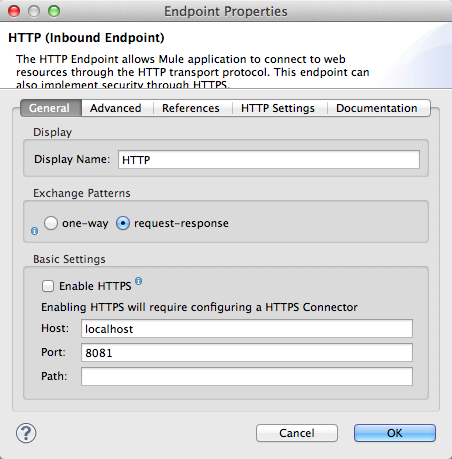 Endpoint Properties
HTTP (Inbound Endpoint)
The HTTP Endpoint allows Mule application to connect to web
resources through the HTTP transport protocol. This endpoint can
also implement security through HTTPS.
General Advanced References HTTP Settings Documentation
Display
Display Name: HTTP
Exchange Patterns
i one-way request-response
Basic Settings
Enable HTTPS i
Enabling HTTPS will require configuring a HTTPS Connector
Host: localhost
Port: 8081
Path:
? Cancel OK